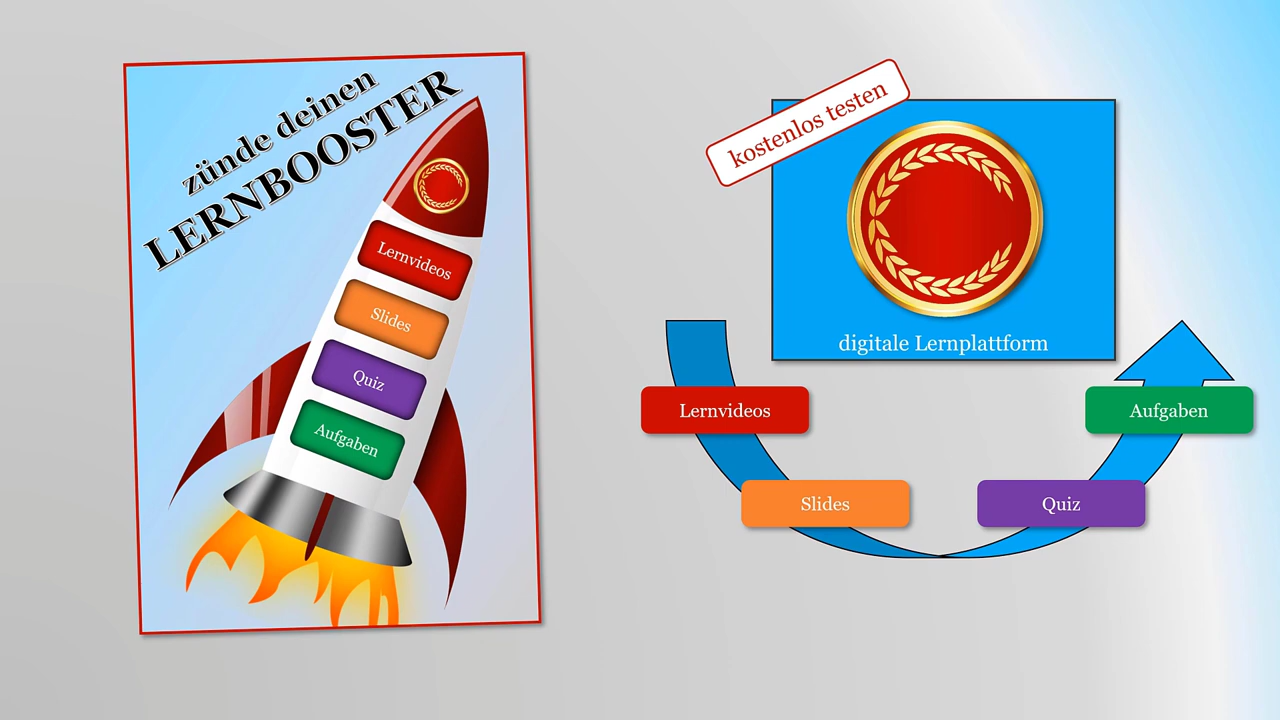 zünde deinen
LERNBOOSTER
Lernvideos
Slides
Quiz
Aufgaben
kostenlos testen
digitale Lernplattform
Lernvideos
Aufgaben
Slides
Quiz